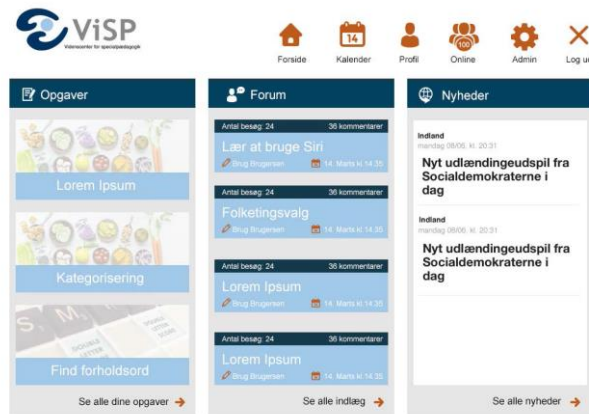 ViSP
Videnscenter for specialpædagogik
Forside
14
Kalender
Profil
100
Online
Admin
Log ud
Opgaver
Lorem Ipsum
Kategorisering
Find forholdsord
Se alle dine opgaver
Forum
Antal besøg: 24 36 kommentarer
Lær at bruge Siri
Brug Brugersen 14. Marts kl 14.35
Antal besøg: 24 36 kommentarer
Folketingsvalg
Brug Brugersen 14. Marts kl 14.35
Antal besøg: 24 36 kommentarer
Lorem Ipsum
Brug Brugersen 14. Marts kl 14.35
Antal besøg: 24 36 kommentarer
Lorem Ipsum
Brug Brugersen 14. Marts kl 14.35
Se alle indlæg
Nyheder
Indland
mandag 08/06. kl. 20:31
Nyt udlændingeudspil fra
Socialdemokraterne i
dag
Indland
mandag 08/06. kl. 20:31
Nyt udlændingeudspil fra
Socialdemokraterne i
dag
Se alle nyheder